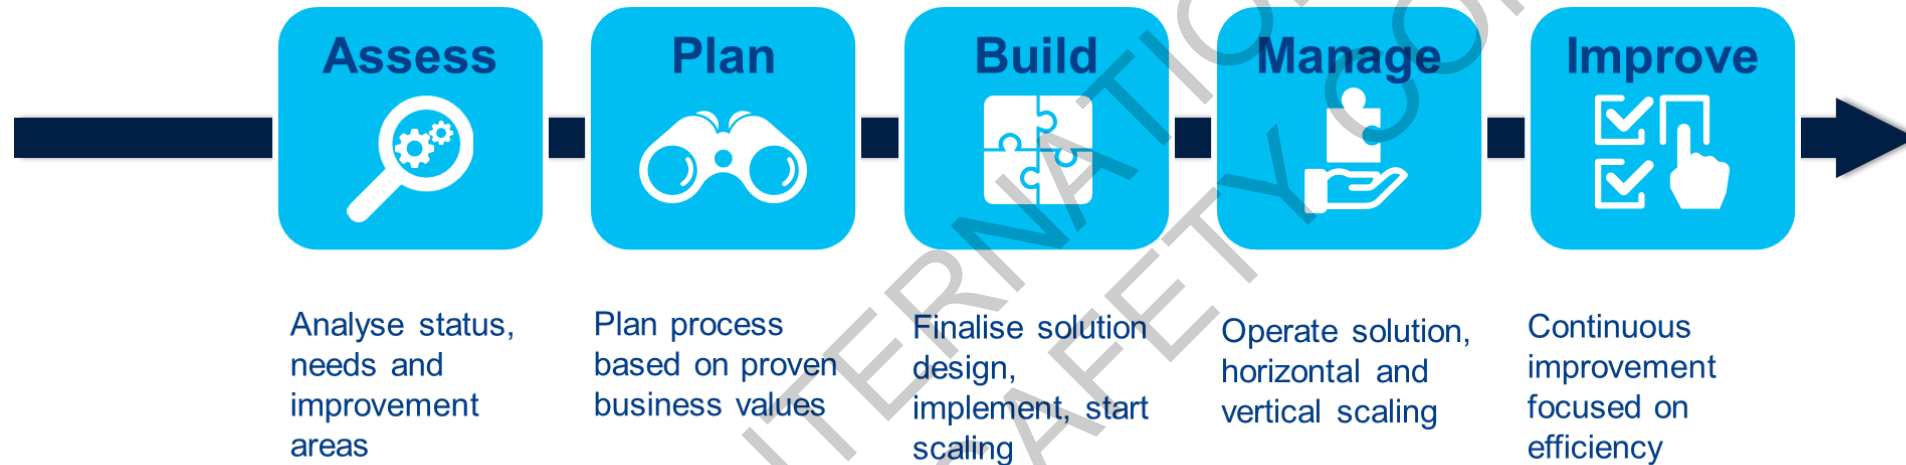 Assess
Analyse status,
needs and
improvement
areas
Plan
Plan process
based on proven
business values
Build
Finalise solution
design,
implement, start
scaling
Manage
Operate solution,
horizontal and
vertical scaling
Improve
Continuous
improvement
focused on
efficiency